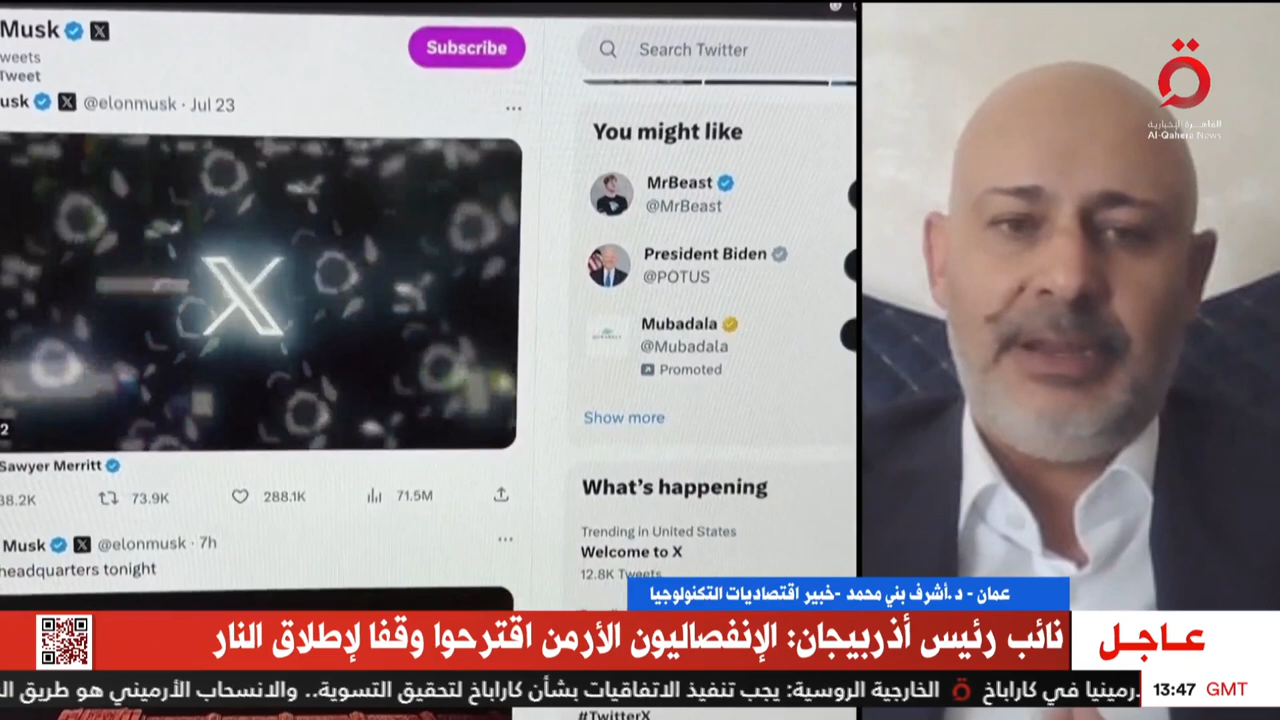 Musk
Subscribe
Search Twitter
weets
Tweet
usk @elonmusk · Jul 23
You might like
MrBeast
@MrBeast
President Biden
@POTUS
Mubadala
@Mubadala
Promoted
Show more
Sawyer Merritt
38.2K 73.9K 288.1K 71.5M
Musk @elonmusk · 7h
headquarters tonight
What's happening
Trending in United States
Welcome to X
12.8K Tweets
القاهرة الإخبارية
Al-Qahera News
عمان - د.أشرف بني محمد -خبير اقتصاديات التكنولوجيا
عاجل
نائب رئيس أذربيجان: الإنفصاليون الأرمن اقترحوا وقفا لإطلاق النار
رمينيا في كاراباخ الخارجية الروسية: يجب تنفيذ الاتفاقيات بشأن كاراباخ لتحقيق التسوية.. والانسحاب الأرميني هو طريق ال
13:47 GMT
#TwitterX